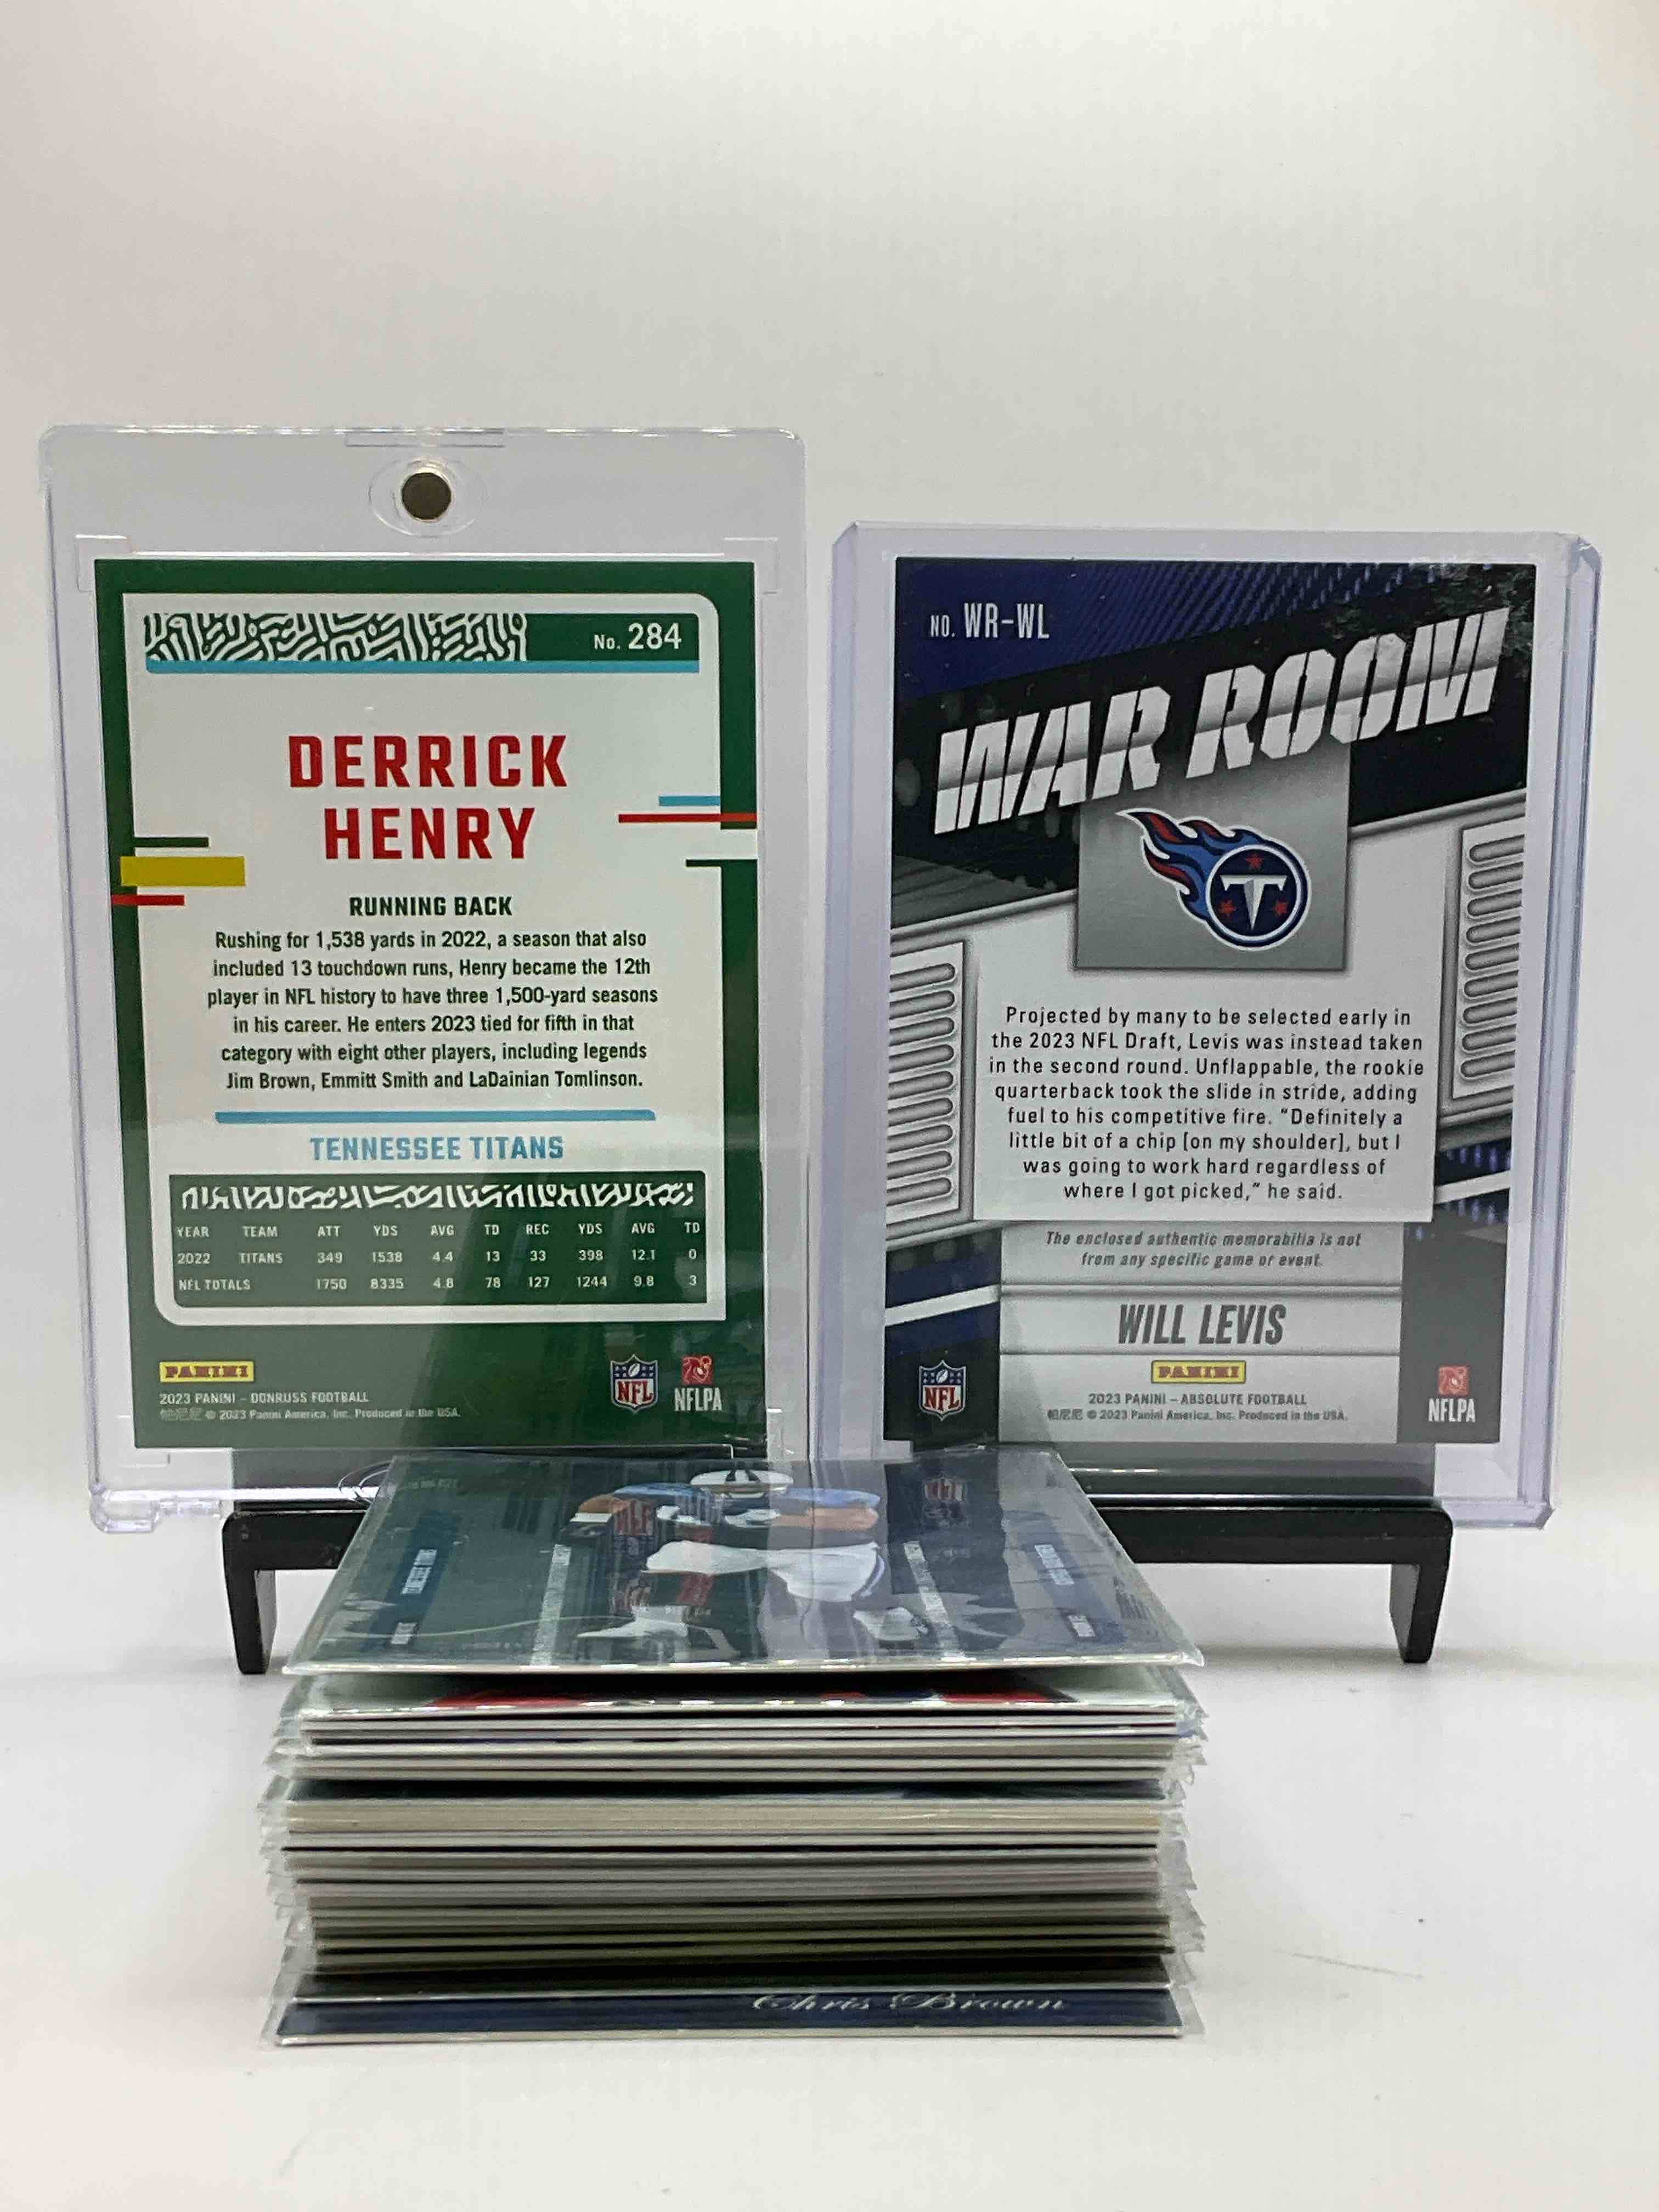 No. 284
DERRICK
HENRY
RUNNING BACK
Rushing for 1,538 yards in 2022, a season that also
included 13 touchdown runs, Henry became the 12th
player in NFL history to have three 1,500-yard seasons
in his career. He enters 2023 tied for fifth in that
category with eight other players, including legends
Jim Brown, Emmitt Smith and LaDainian Tomlinson.
TENNESSEE TITANS
YEAR TEAM ATT YDS AVG TD REC YDS AVG TD
2022 TITANS 349 1538 4.4 13 33 398 12.1 0
NFL TOTALS 1750 8335 4.8 78 127 1244 9.8 3
PANINI
2023 PANINI – DONRUSS FOOTBALL
帕尼尼 © 2023 Panini America, Inc. Produced in the USA.
NFL
NFLPA
NO. WR-WL
WAR ROOM
T
Projected by many to be selected early in
the 2023 NFL Draft, Levis was instead taken
in the second round. Unflappable, the rookie
quarterback took the slide in stride, adding
fuel to his competitive fire. “Definitely a
little bit of a chip [on my shoulder], but I
was going to work hard regardless of
where I got picked,” he said.
The enclosed authentic memorabilia is not
from any specific game or event.
WILL LEVIS
PANINI
2023 PANINI – ABSOLUTE FOOTBALL
帕尼尼 © 2023 Panini America, Inc. Produced in the USA.
NFL
NFLPA
Chris Brown